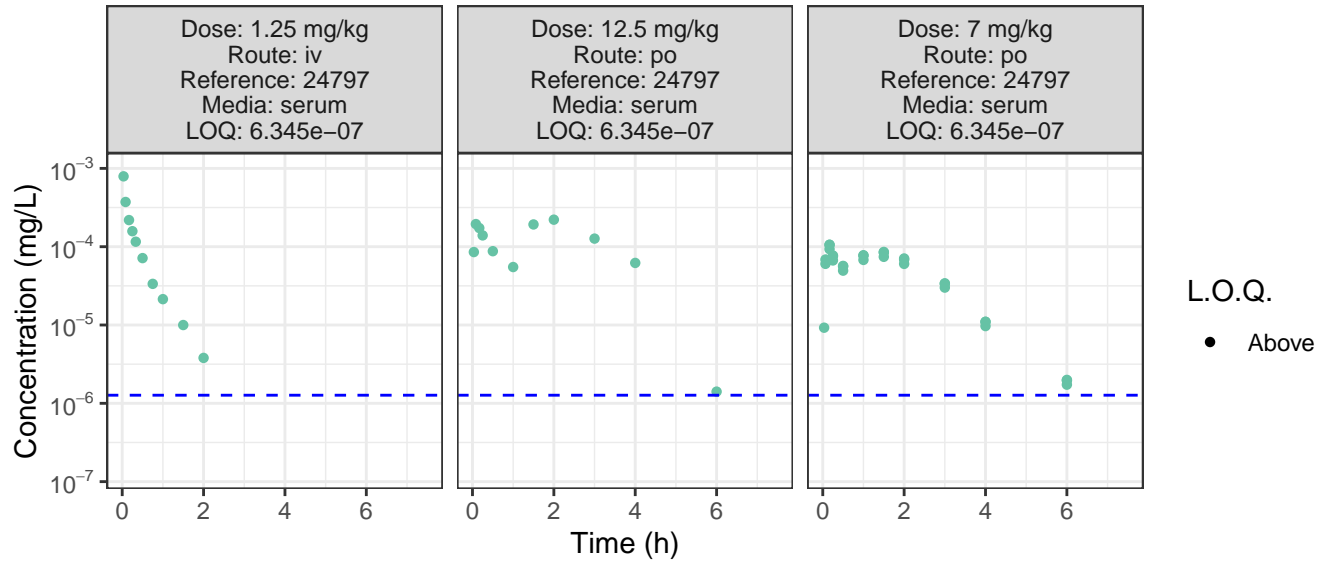 Dose: 1.25 mg/kg
Route: iv
Reference: 24797
Media: serum
LOQ: 6.345e−07
Dose: 12.5 mg/kg
Route: po
Reference: 24797
Media: serum
LOQ: 6.345e−07
Dose: 7 mg/kg
Route: po
Reference: 24797
Media: serum
LOQ: 6.345e−07
Concentration (mg/L)
10⁻³
10⁻⁴
10⁻⁵
10⁻⁶
10⁻⁷
0 2 4 6
0 2 4 6
0 2 4 6
Time (h)
L.O.Q.
Above